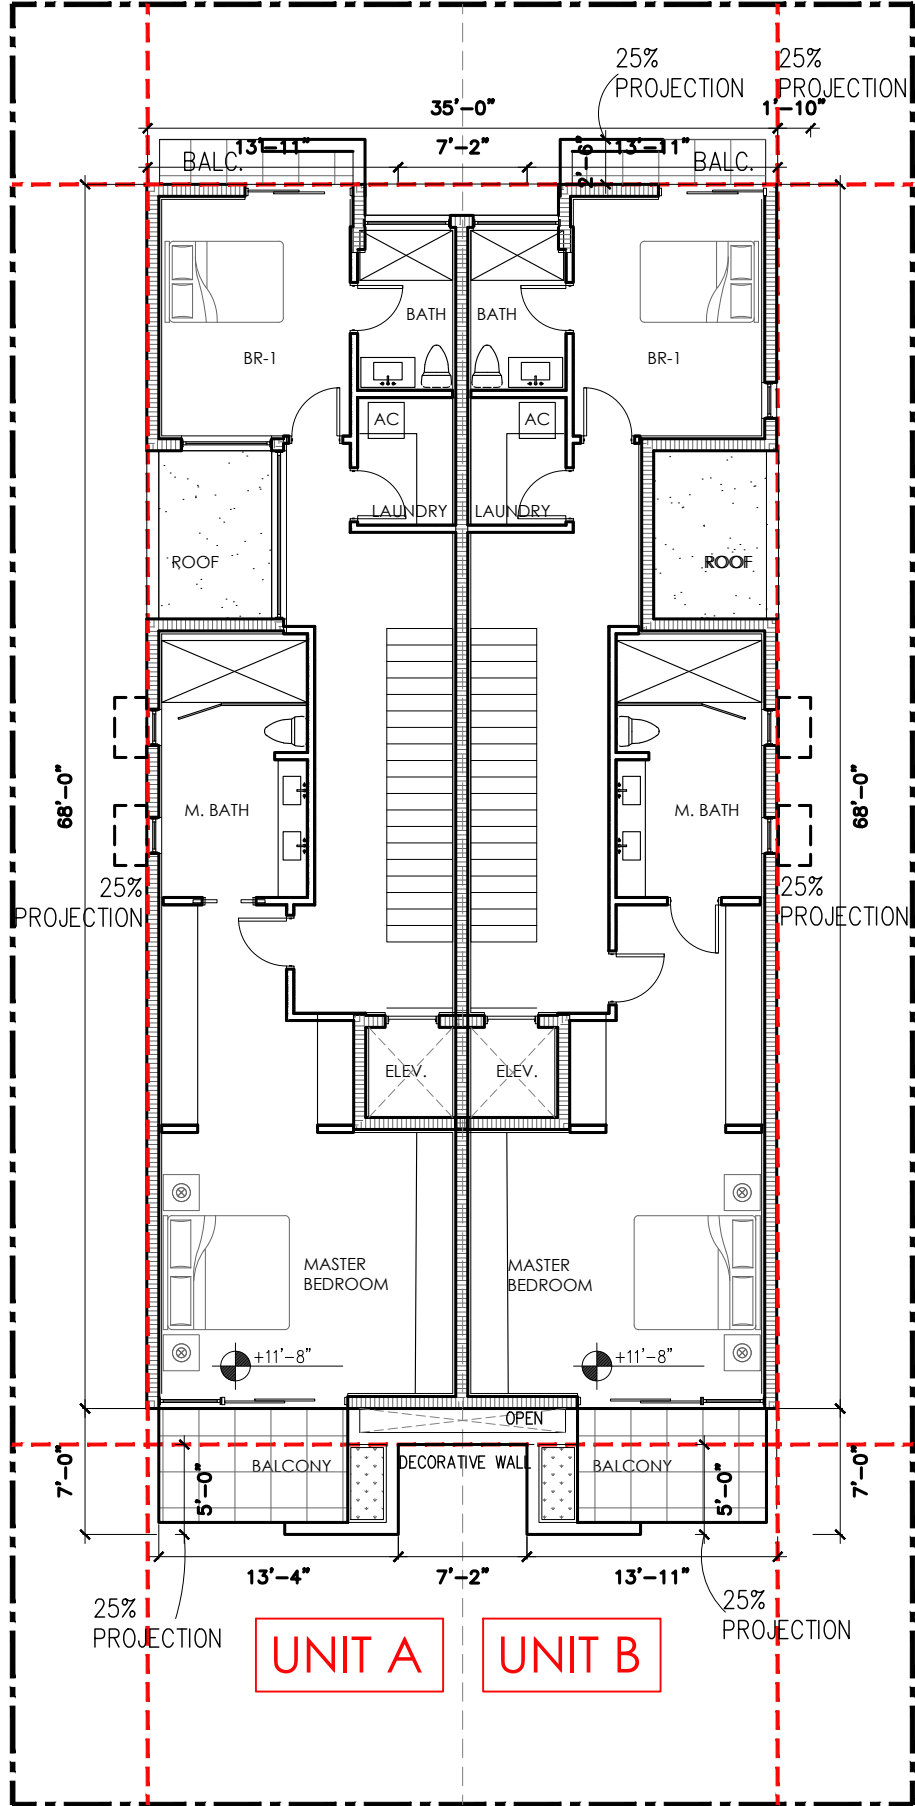 25%
PROJECTION
25%
PROJECTION
35'-0"
1'-10"
13'-11"
7'-2"
13'-11"
2'-6"
BALC.
BALC.
BATH
BATH
BR-1
BR-1
AC
AC
LAUNDRY
LAUNDRY
ROOF
ROOF
68'-0"
68'-0"
M. BATH
M. BATH
25%
PROJECTION
25%
PROJECTION
ELEV.
ELEV.
MASTER
BEDROOM
MASTER
BEDROOM
+11'-8"
+11'-8"
OPEN
BALCONY
DECORATIVE WALL
BALCONY
7'-0"
5'-0"
5'-0"
7'-0"
13'-4"
7'-2"
13'-11"
25%
PROJECTION
25%
PROJECTION
UNIT A
UNIT B